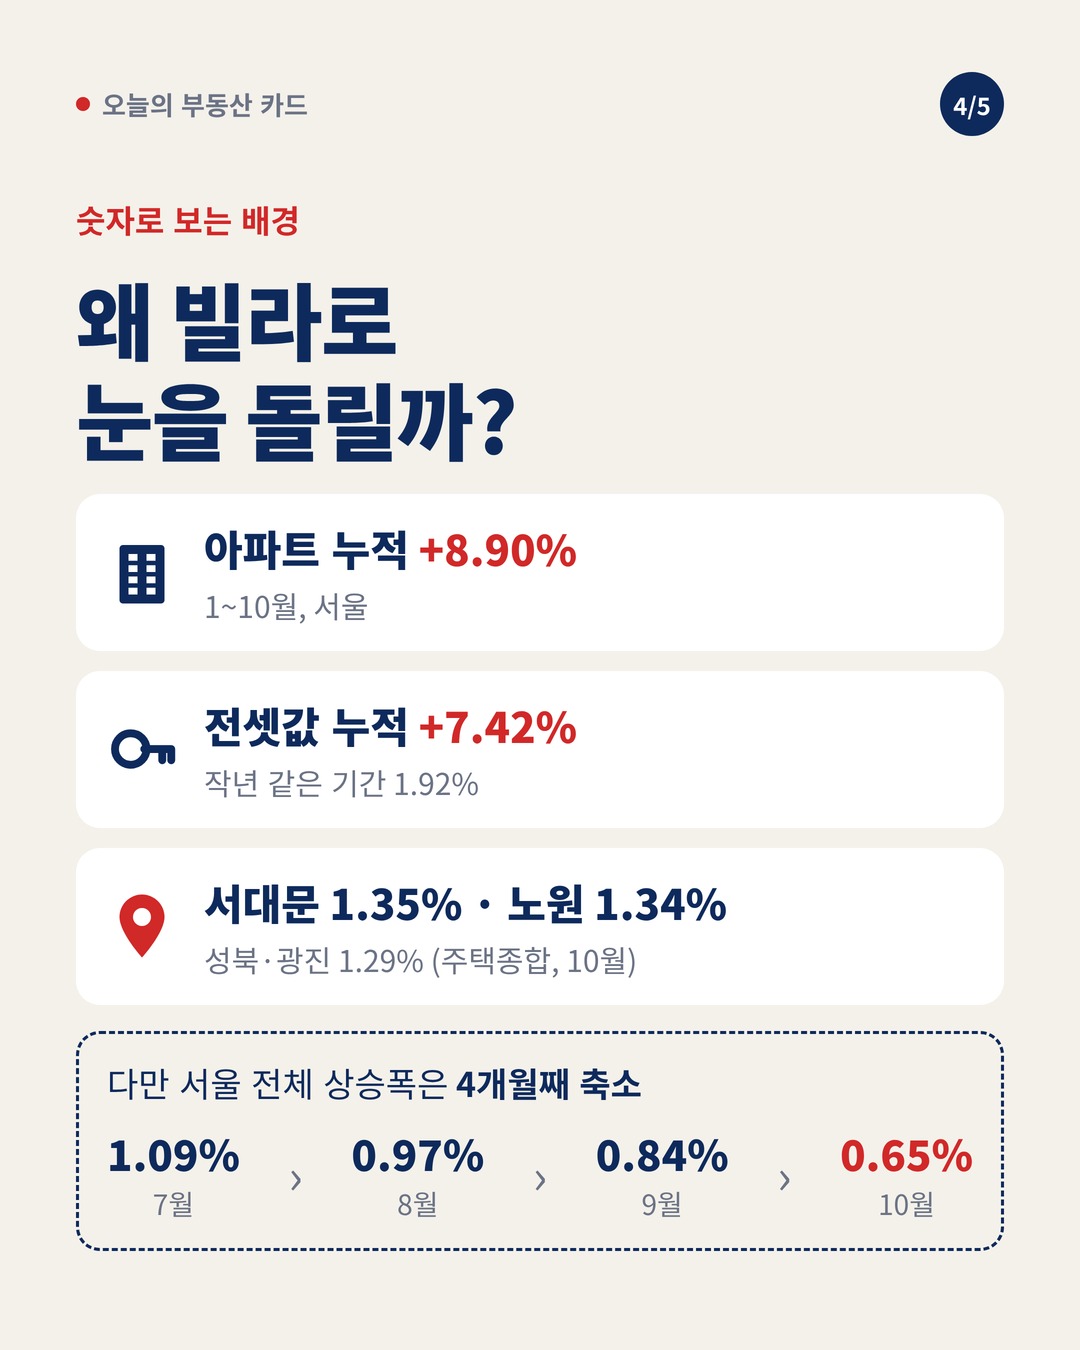 오늘의 부동산 카드
4/5
숫자로 보는 배경
왜 빌라로
눈을 돌릴까?
아파트 누적 +8.90%
1~10월, 서울
전셋값 누적 +7.42%
작년 같은 기간 1.92%
서대문 1.35% · 노원 1.34%
성북·광진 1.29% (주택종합, 10월)
다만 서울 전체 상승폭은 4개월째 축소
1.09% › 0.97% › 0.84% › 0.65%
7월 8월 9월 10월